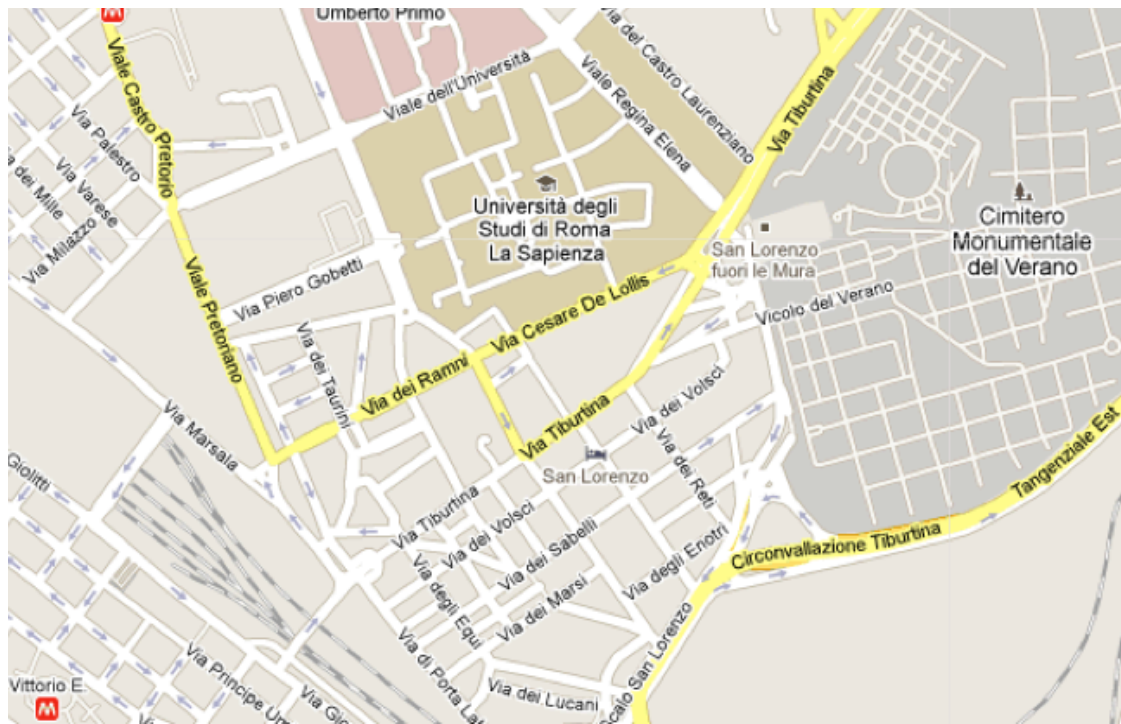 Umberto Primo
Via del Castro Laurenziano
Viale dell'Università
Viale Regina Elena
Via Tiburtina
Viale Castro Pretorio
Via Palestro
Via Varese
dei Mille
Via Milazzo
Università degli
Studi di Roma
La Sapienza
Cimitero
Monumentale
del Verano
San Lorenzo
fuori le Mura
Via Piero Gobetti
Viale Pretoriano
Via Cesare De Lollis
Vicolo del Verano
Via dei Taurini
Via dei Ramni
Via Marsala
Giolitti
Via Tiburtina
Via dei Volsci
Via dei Reti
San Lorenzo
Tangenziale Est
Via Tiburtina
Via dei Volsci
Via dei Sabelli
Via degli Enotri
Circonvallazione Tiburtina
Via degli Equi
Via dei Marsi
Via di Porta Lab
Via dei Lucani
Scalo San Lorenzo
Via Principe Um
Via Gio
Vittorio E.
M